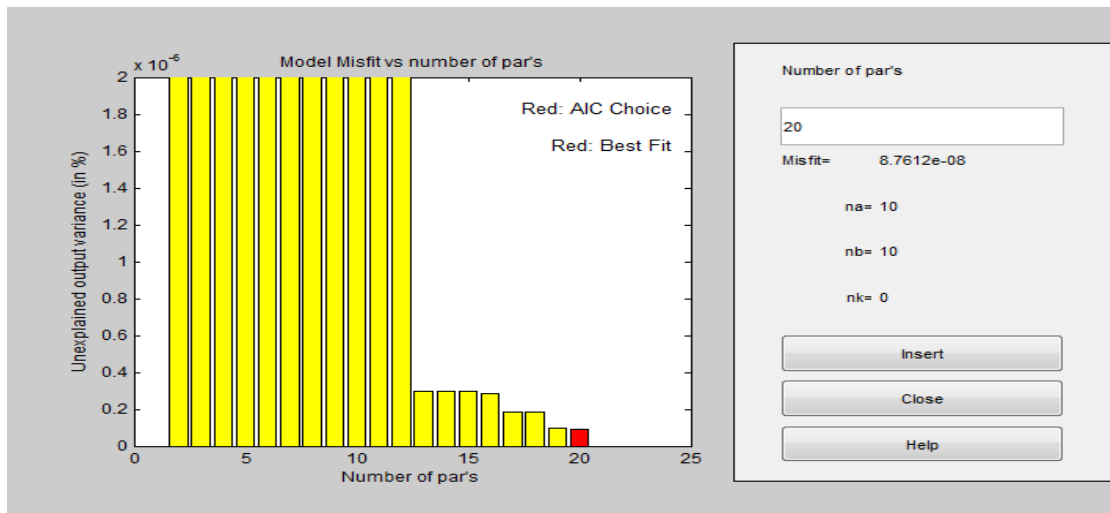 x 10⁻⁶
Model Misfit vs number of par's
Red: AIC Choice
Red: Best Fit
Unexplained output variance (in %)
2
1.8
1.6
1.4
1.2
1
0.8
0.6
0.4
0.2
0
0
5
10
15
20
25
Number of par's
Number of par's
20
Misfit= 8.7612e-08
na= 10
nb= 10
nk= 0
Insert
Close
Help